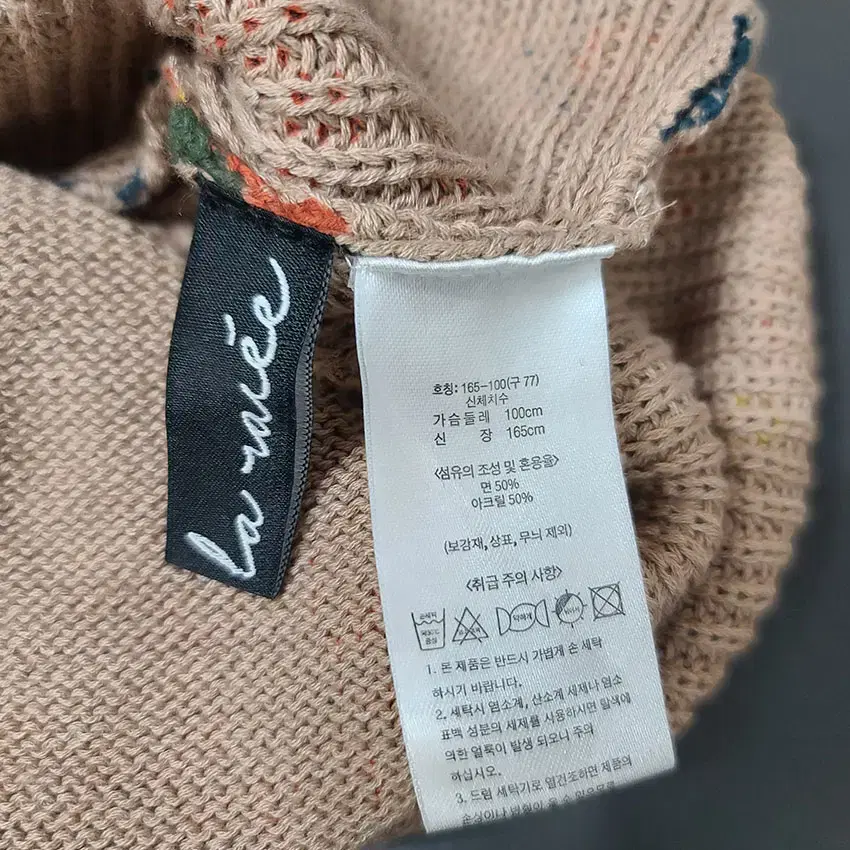 la raiée
호칭: 165-100(구 77)
신체치수
가슴둘레 100cm
신 장 165cm
<섬유의 조성 및 혼용율>
면 50%
아크릴 50%
(보강재,상표,무늬 제외)
<취급 주의 사항>
약하게
1. 본 제품은 반드시 가볍게 손 세탁
하시기 바랍니다.
2. 세탁시 염소계, 산소계 세제나 염소
표백 성분의 세제를 사용하시면 탈색에
의한 얼룩이 발생 되오니 주의
하십시오.
3. 드럼 세탁기로 열건조하면 제품의